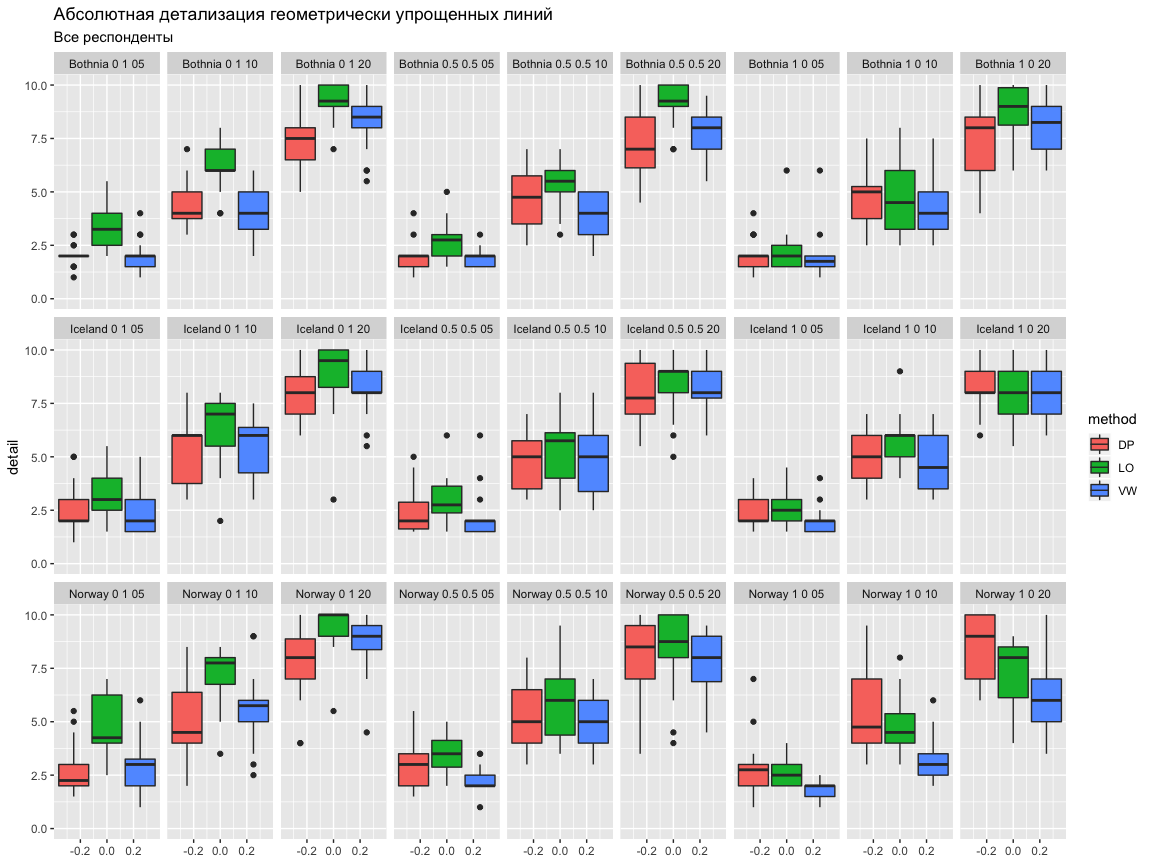 Абсолютная детализация геометрически упрощенных линий
Все респонденты
Bothnia 0 1 05
Bothnia 0 1 10
Bothnia 0 1 20
Bothnia 0.5 0.5 05
Bothnia 0.5 0.5 10
Bothnia 0.5 0.5 20
Bothnia 1 0 05
Bothnia 1 0 10
Bothnia 1 0 20
10.0
7.5
5.0
2.5
0.0
Iceland 0 1 05
Iceland 0 1 10
Iceland 0 1 20
Iceland 0.5 0.5 05
Iceland 0.5 0.5 10
Iceland 0.5 0.5 20
Iceland 1 0 05
Iceland 1 0 10
Iceland 1 0 20
10.0
7.5
5.0
2.5
0.0
detail
Norway 0 1 05
Norway 0 1 10
Norway 0 1 20
Norway 0.5 0.5 05
Norway 0.5 0.5 10
Norway 0.5 0.5 20
Norway 1 0 05
Norway 1 0 10
Norway 1 0 20
10.0
7.5
5.0
2.5
0.0
-0.2 0.0 0.2
-0.2 0.0 0.2
-0.2 0.0 0.2
-0.2 0.0 0.2
-0.2 0.0 0.2
-0.2 0.0 0.2
-0.2 0.0 0.2
-0.2 0.0 0.2
-0.2 0.0 0.2
method
DP
LO
VW